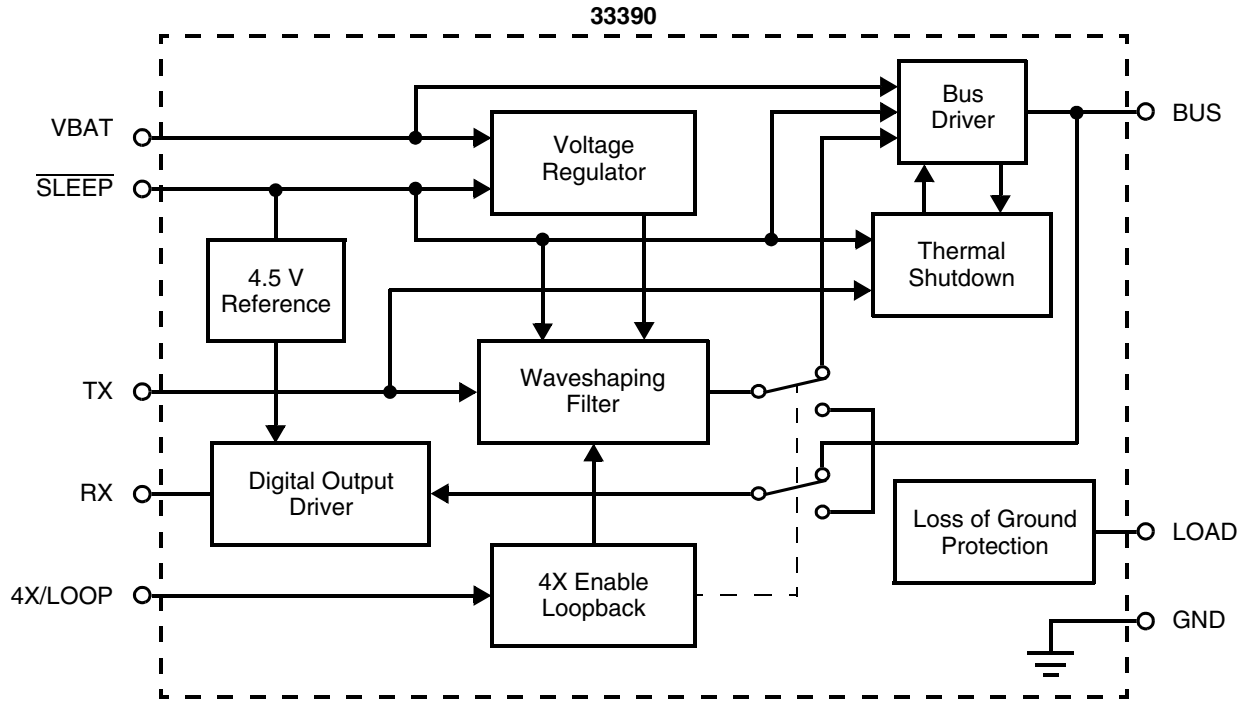 33390
VBAT
SLEEP
TX
RX
4X/LOOP
Voltage
Regulator
4.5 V
Reference
Bus
Driver
Thermal
Shutdown
Waveshaping
Filter
Digital Output
Driver
4X Enable
Loopback
Loss of Ground
Protection
BUS
LOAD
GND